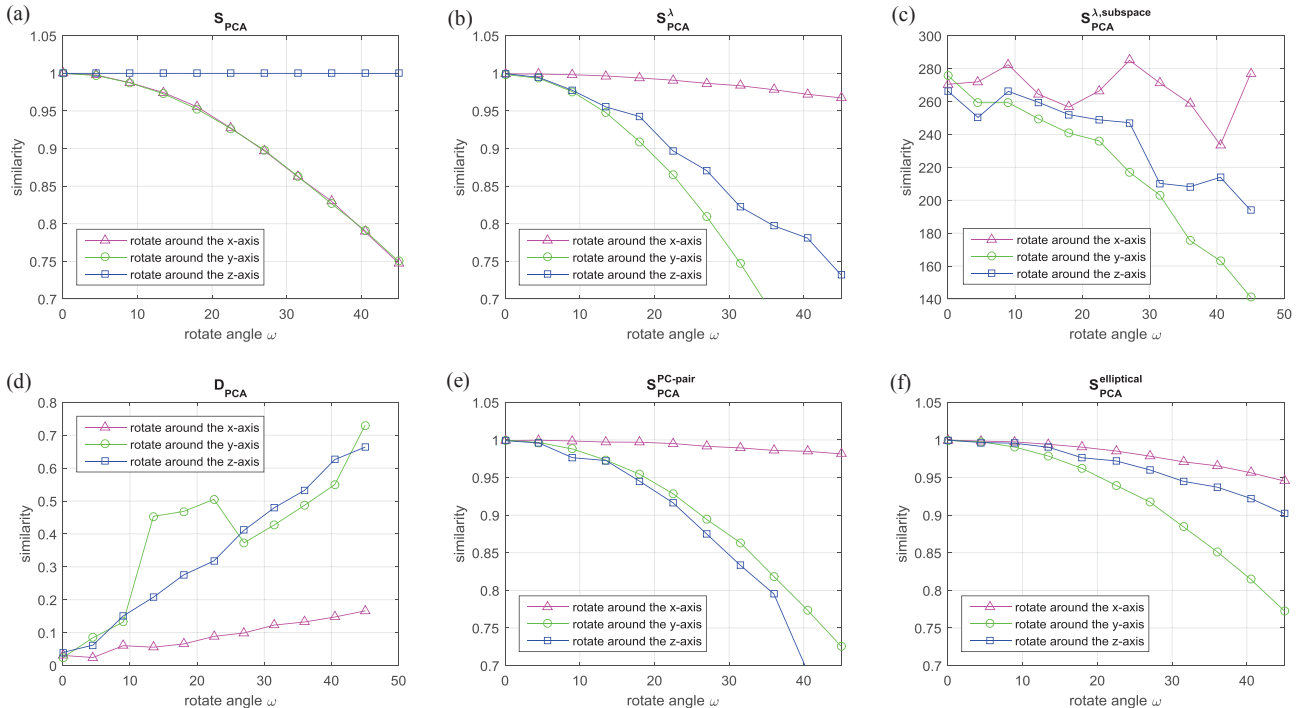 (a)
S_PCA
1.05
1
0.95
0.9
0.85
0.8
0.75
0.7
similarity
rotate around the x-axis
rotate around the y-axis
rotate around the z-axis
0 10 20 30 40 50
rotate angle ω
(b)
S_PCA^λ
1.05
1
0.95
0.9
0.85
0.8
0.75
0.7
similarity
rotate around the x-axis
rotate around the y-axis
rotate around the z-axis
0 10 20 30 40
rotate angle ω
(c)
S_PCA^λ,subspace
300
280
260
240
220
200
180
160
140
similarity
rotate around the x-axis
rotate around the y-axis
rotate around the z-axis
0 10 20 30 40 50
rotate angle ω
(d)
D_PCA
0.8
0.7
0.6
0.5
0.4
0.3
0.2
0.1
0
similarity
rotate around the x-axis
rotate around the y-axis
rotate around the z-axis
0 10 20 30 40 50
rotate angle ω
(e)
S_PCA^PC-pair
1.05
1
0.95
0.9
0.85
0.8
0.75
0.7
similarity
rotate around the x-axis
rotate around the y-axis
rotate around the z-axis
0 10 20 30 40
rotate angle ω
(f)
S_PCA^elliptical
1.05
1
0.95
0.9
0.85
0.8
0.75
0.7
similarity
rotate around the x-axis
rotate around the y-axis
rotate around the z-axis
0 10 20 30 40
rotate angle ω